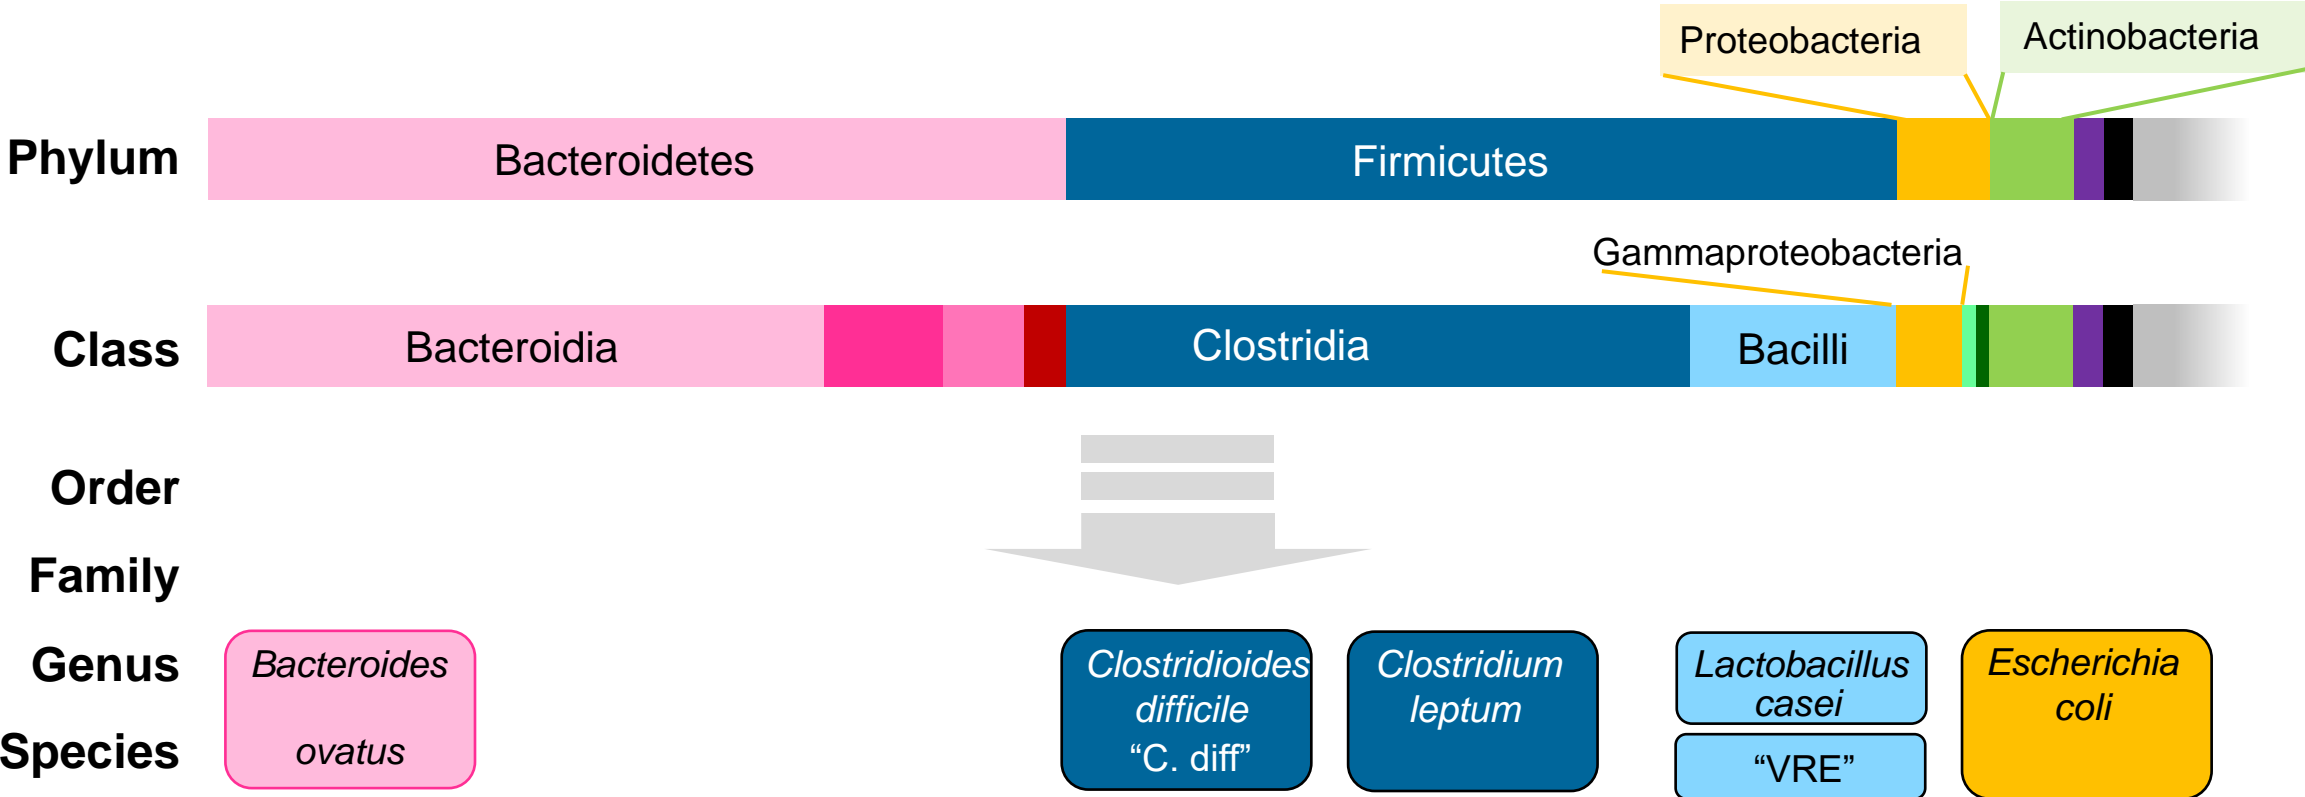 Proteobacteria
Actinobacteria
Phylum
Bacteroidetes
Firmicutes
Gammaproteobacteria
Class
Bacteroidia
Clostridia
Bacilli
Order
Family
Genus
Species
Bacteroides
ovatus
Clostridioides
difficile
“C. diff”
Clostridium
leptum
Lactobacillus
casei
“VRE”
Escherichia
coli